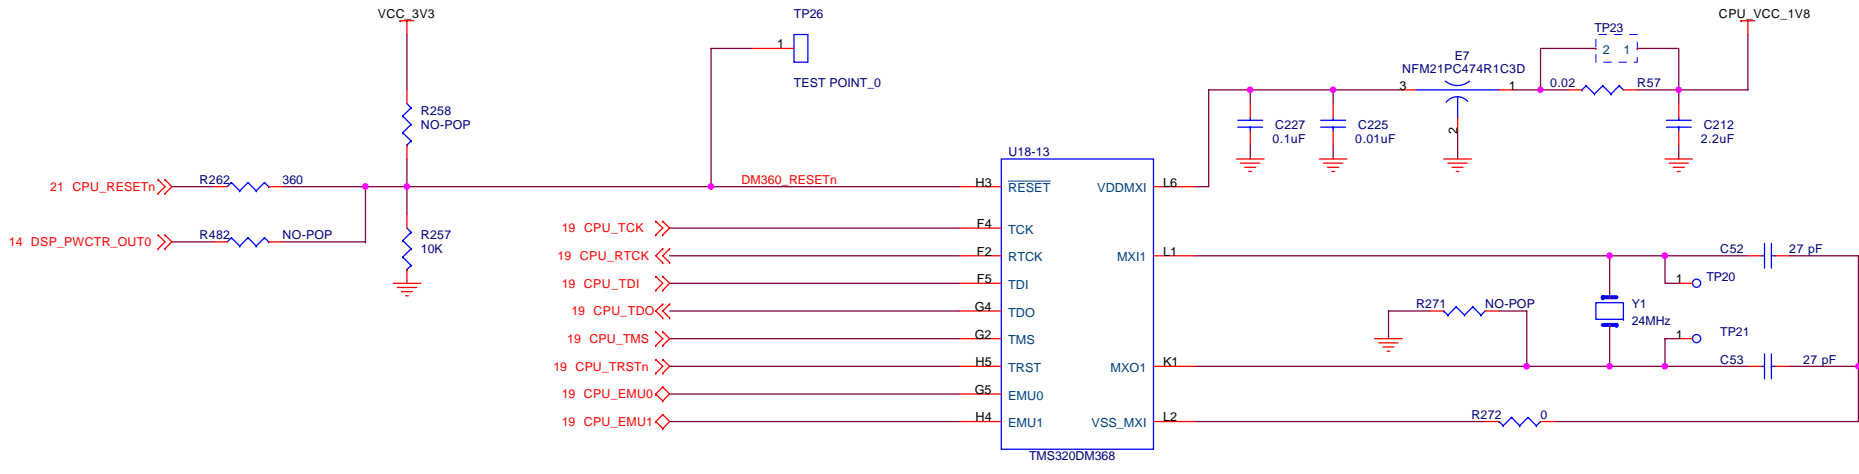 VCC_3V3
TP26
1
TEST POINT_0
CPU_VCC_1V8
TP23
2 1
E7
NFM21PC474R1C3D
3
1
2
0.02
R57
C227
0.1uF
C225
0.01uF
C212
2.2uF
R258
NO-POP
21 CPU_RESETn
R262
360
14 DSP_PWCTR_OUT0
R482
NO-POP
R257
10K
DM360_RESETn
U18-13
H3
RESET
VDDMXI
L6
19 CPU_TCK
F4
TCK
19 CPU_RTCK
F2
RTCK
MXI1
L1
19 CPU_TDI
F5
TDI
19 CPU_TDO
G4
TDO
19 CPU_TMS
G2
TMS
19 CPU_TRSTn
H5
TRST
MXO1
K1
19 CPU_EMU0
G5
EMU0
19 CPU_EMU1
H4
EMU1
VSS_MXI
L2
TMS320DM368
C52
27 pF
1
TP20
R271
NO-POP
Y1
24MHz
1
TP21
C53
27 pF
R272
0